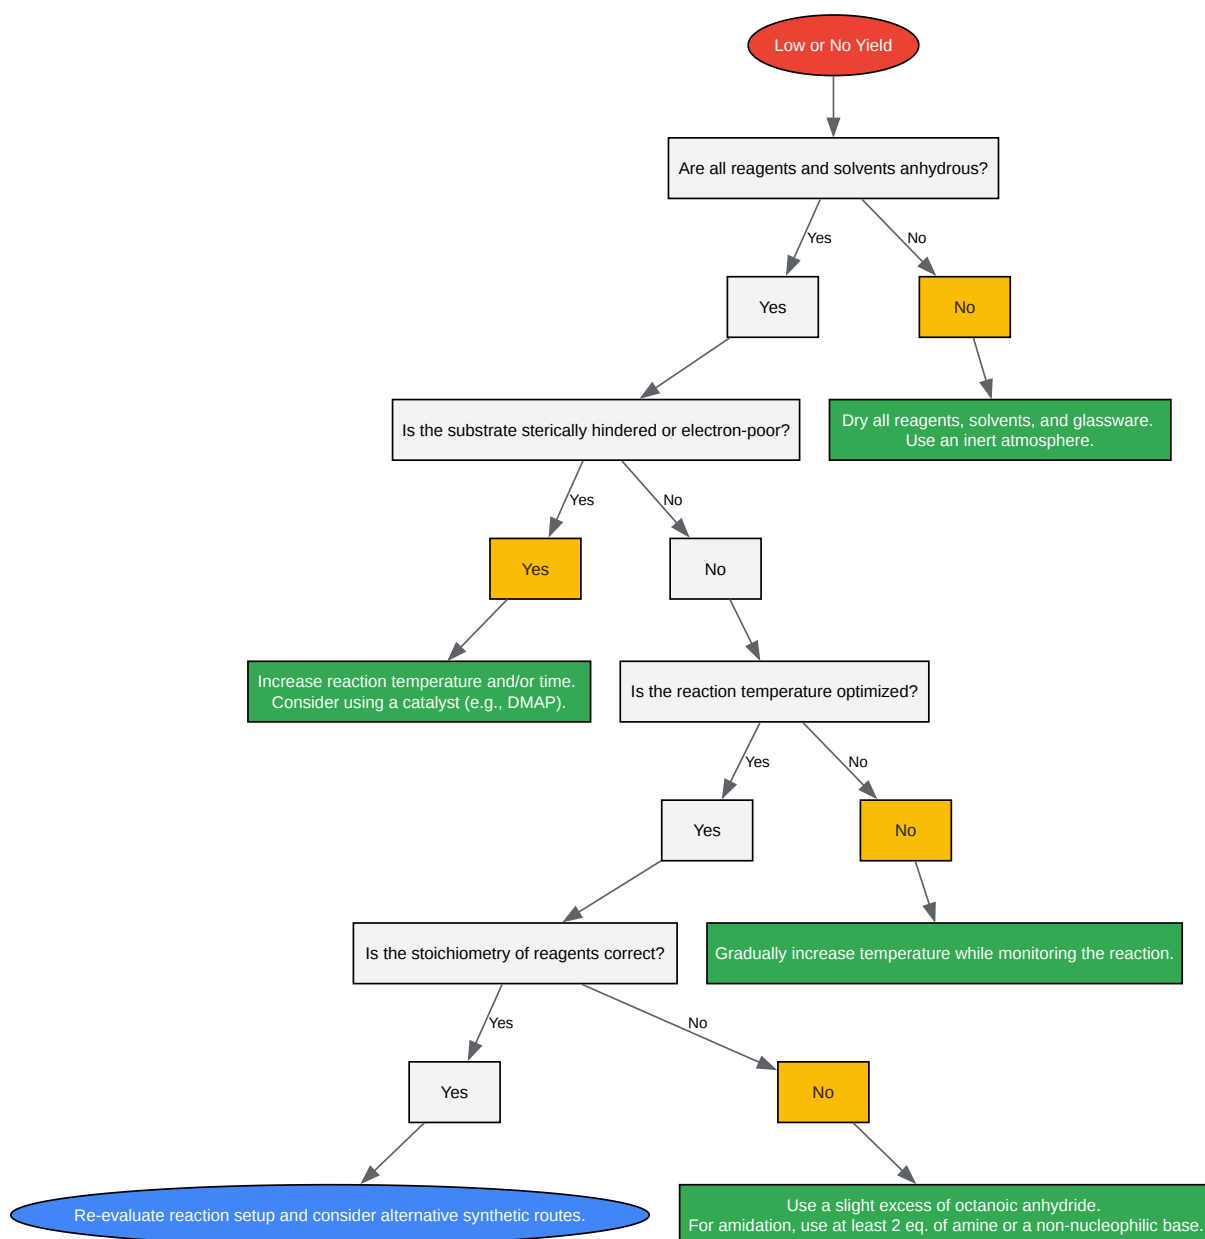 Low or No Yield
Are all reagents and solvents anhydrous?
Yes
No
Yes
No
Is the substrate sterically hindered or electron-poor?
Dry all reagents, solvents, and glassware.
Use an inert atmosphere.
Yes
No
Yes
No
Increase reaction temperature and/or time.
Consider using a catalyst (e.g., DMAP).
Is the reaction temperature optimized?
Yes
No
Yes
No
Is the stoichiometry of reagents correct?
Gradually increase temperature while monitoring the reaction.
Yes
No
Yes
No
Re-evaluate reaction setup and consider alternative synthetic routes.
Use a slight excess of octanoic anhydride.
For amidation, use at least 2 eq. of amine or a non-nucleophilic base.